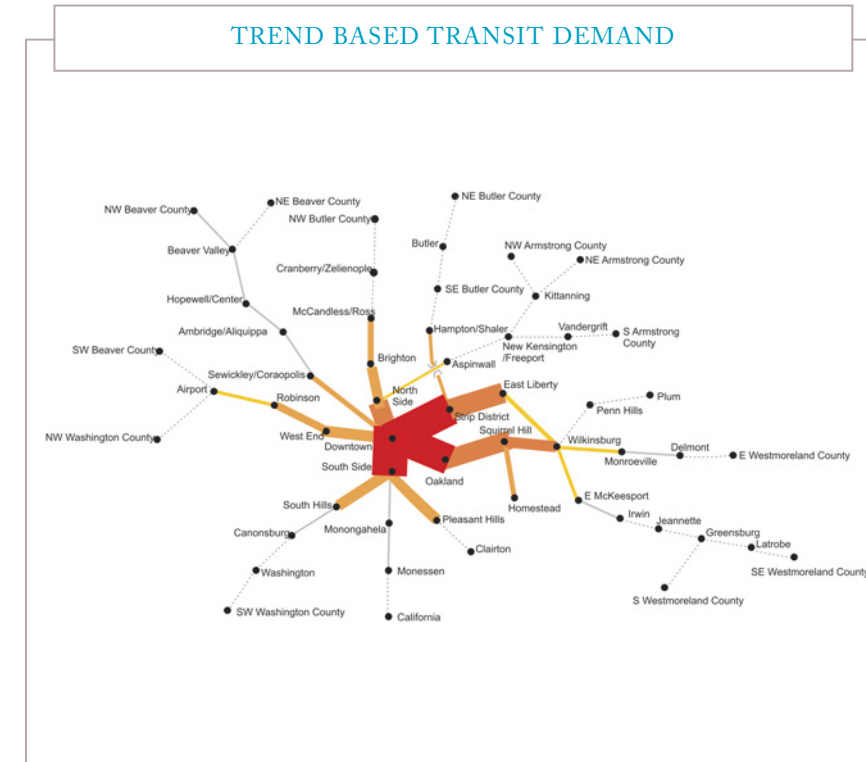 TREND BASED TRANSIT DEMAND
NE Butler County
NE Beaver County
NW Beaver County
NW Butler County
Butler
NW Armstrong County
Beaver Valley
NE Armstrong County
Cranberry/Zelienople
SE Butler County
Kittanning
Hopewell/Center
McCandless/Ross
Ambridge/Aliquippa
Hampton/Shaler
Vandergrift
S Armstrong
County
New Kensington
/Freeport
SW Beaver County
Brighton
Aspinwall
Sewickley/Coraopolis
East Liberty
Airport
North
Side
Robinson
Plum
Penn Hills
Strip District
Squirrel Hill
NW Washington County
West End
Downtown
Wilkinsburg
Delmont
E Westmoreland County
Monroeville
South Side
Oakland
E McKeesport
South Hills
Homestead
Pleasant Hills
Irwin
Jeannette
Canonsburg
Monongahela
Greensburg
Latrobe
Clairton
SE Westmoreland County
Washington
Monessen
S Westmoreland County
SW Washington County
California